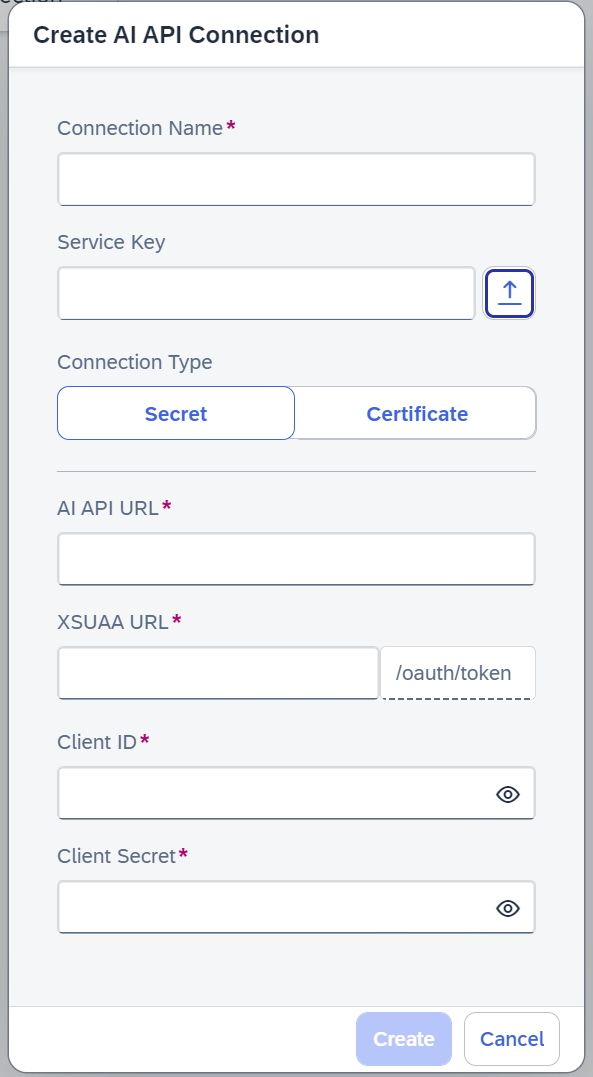 Create AI API Connection
Connection Name*
Service Key
Connection Type
Secret Certificate
AI API URL*
XSUAA URL*
/oauth/token
Client ID*
Client Secret*
Create Cancel